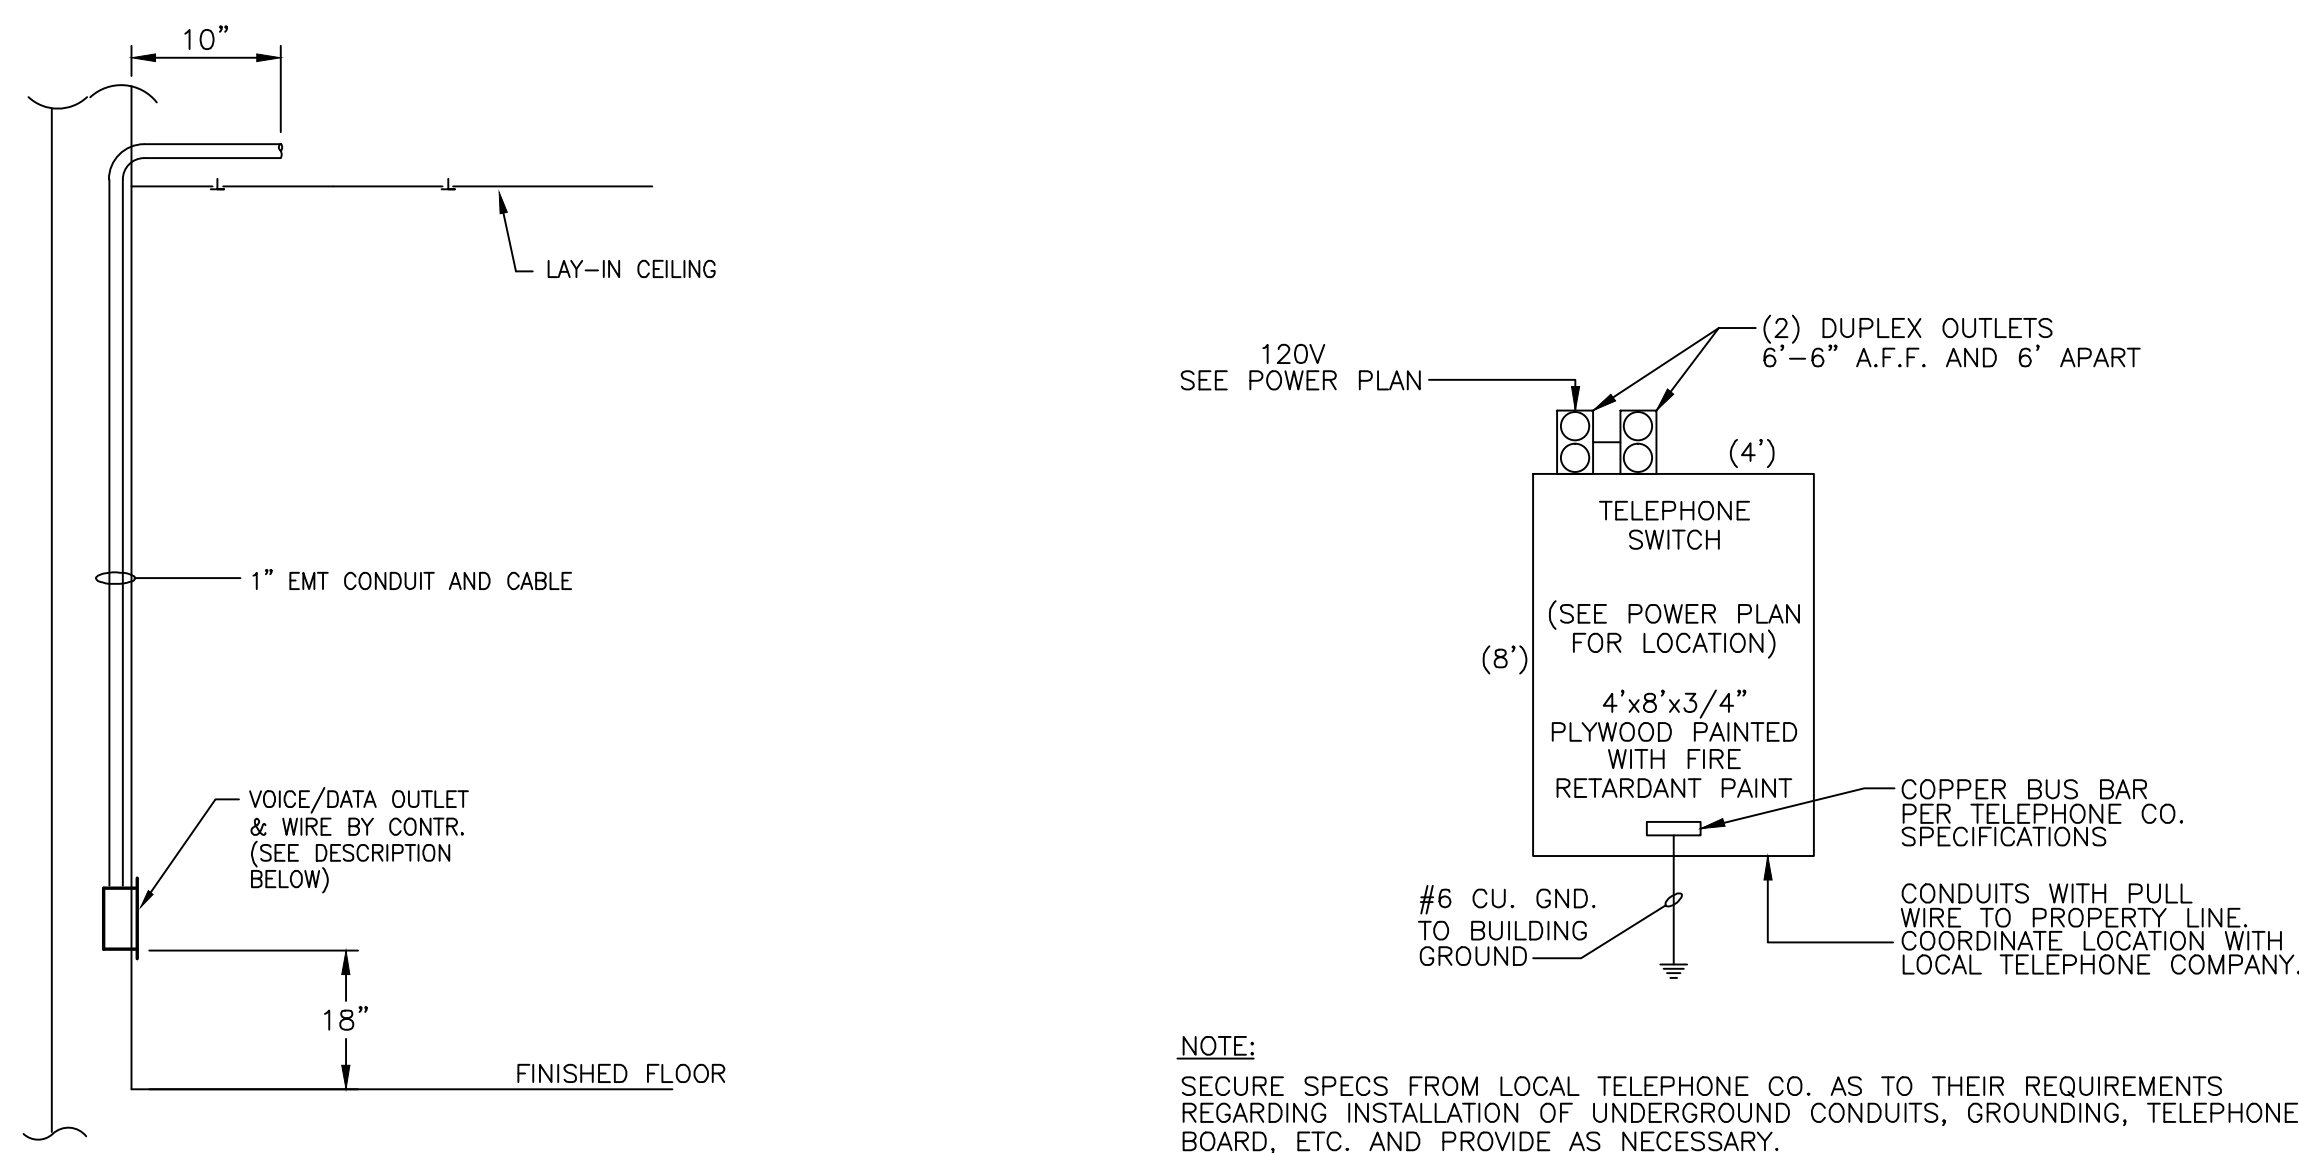 10”
LAY-IN CEILING
1” EMT CONDUIT AND CABLE
VOICE/DATA OUTLET
& WIRE BY CONTR.
(SEE DESCRIPTION
BELOW)
18”
FINISHED FLOOR
120V
SEE POWER PLAN
(2) DUPLEX OUTLETS
6’-6” A.F.F. AND 6’ APART
(4’)
TELEPHONE
SWITCH
(SEE POWER PLAN
FOR LOCATION)
(8’)
4’x8’x3/4”
PLYWOOD PAINTED
WITH FIRE
RETARDANT PAINT
COPPER BUS BAR
PER TELEPHONE CO.
SPECIFICATIONS
#6 CU. GND.
TO BUILDING
GROUND
CONDUITS WITH PULL
WIRE TO PROPERTY LINE.
COORDINATE LOCATION WITH
LOCAL TELEPHONE COMPANY.
NOTE:
SECURE SPECS FROM LOCAL TELEPHONE CO. AS TO THEIR REQUIREMENTS
REGARDING INSTALLATION OF UNDERGROUND CONDUITS, GROUNDING, TELEPHONE
BOARD, ETC. AND PROVIDE AS NECESSARY.